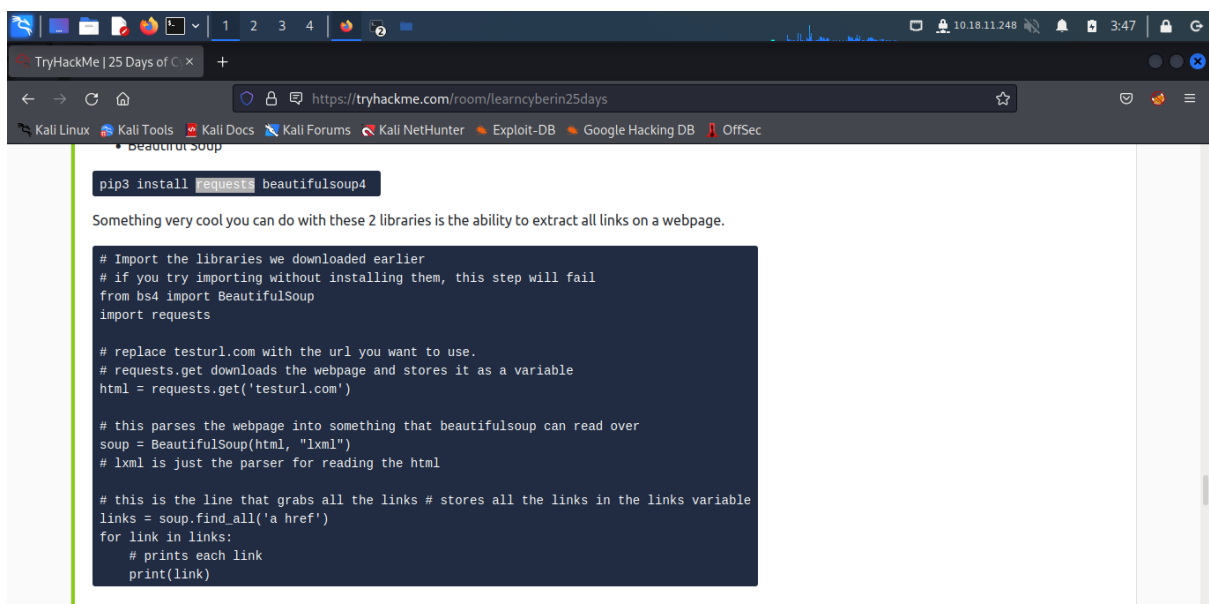 1 2 3 4 2 10.18.11.248 3:47
TryHackMe | 25 Days of C
https://tryhackme.com/room/learncyberin25days
Kali Linux Kali Tools Kali Docs Kali Forums Kali NetHunter Exploit-DB Google Hacking DB OffSec
Beautiful Soup
pip3 install requests beautifulsoup4
Something very cool you can do with these 2 libraries is the ability to extract all links on a webpage.
# Import the libraries we downloaded earlier
# if you try importing without installing them, this step will fail
from bs4 import BeautifulSoup
import requests
# replace testurl.com with the url you want to use.
# requests.get downloads the webpage and stores it as a variable
html = requests.get('testurl.com')
# this parses the webpage into something that beautifulsoup can read over
soup = BeautifulSoup(html, "lxml")
# lxml is just the parser for reading the html
# this is the line that grabs all the links # stores all the links in the links variable
links = soup.find_all('a href')
for link in links:
    # prints each link
    print(link)